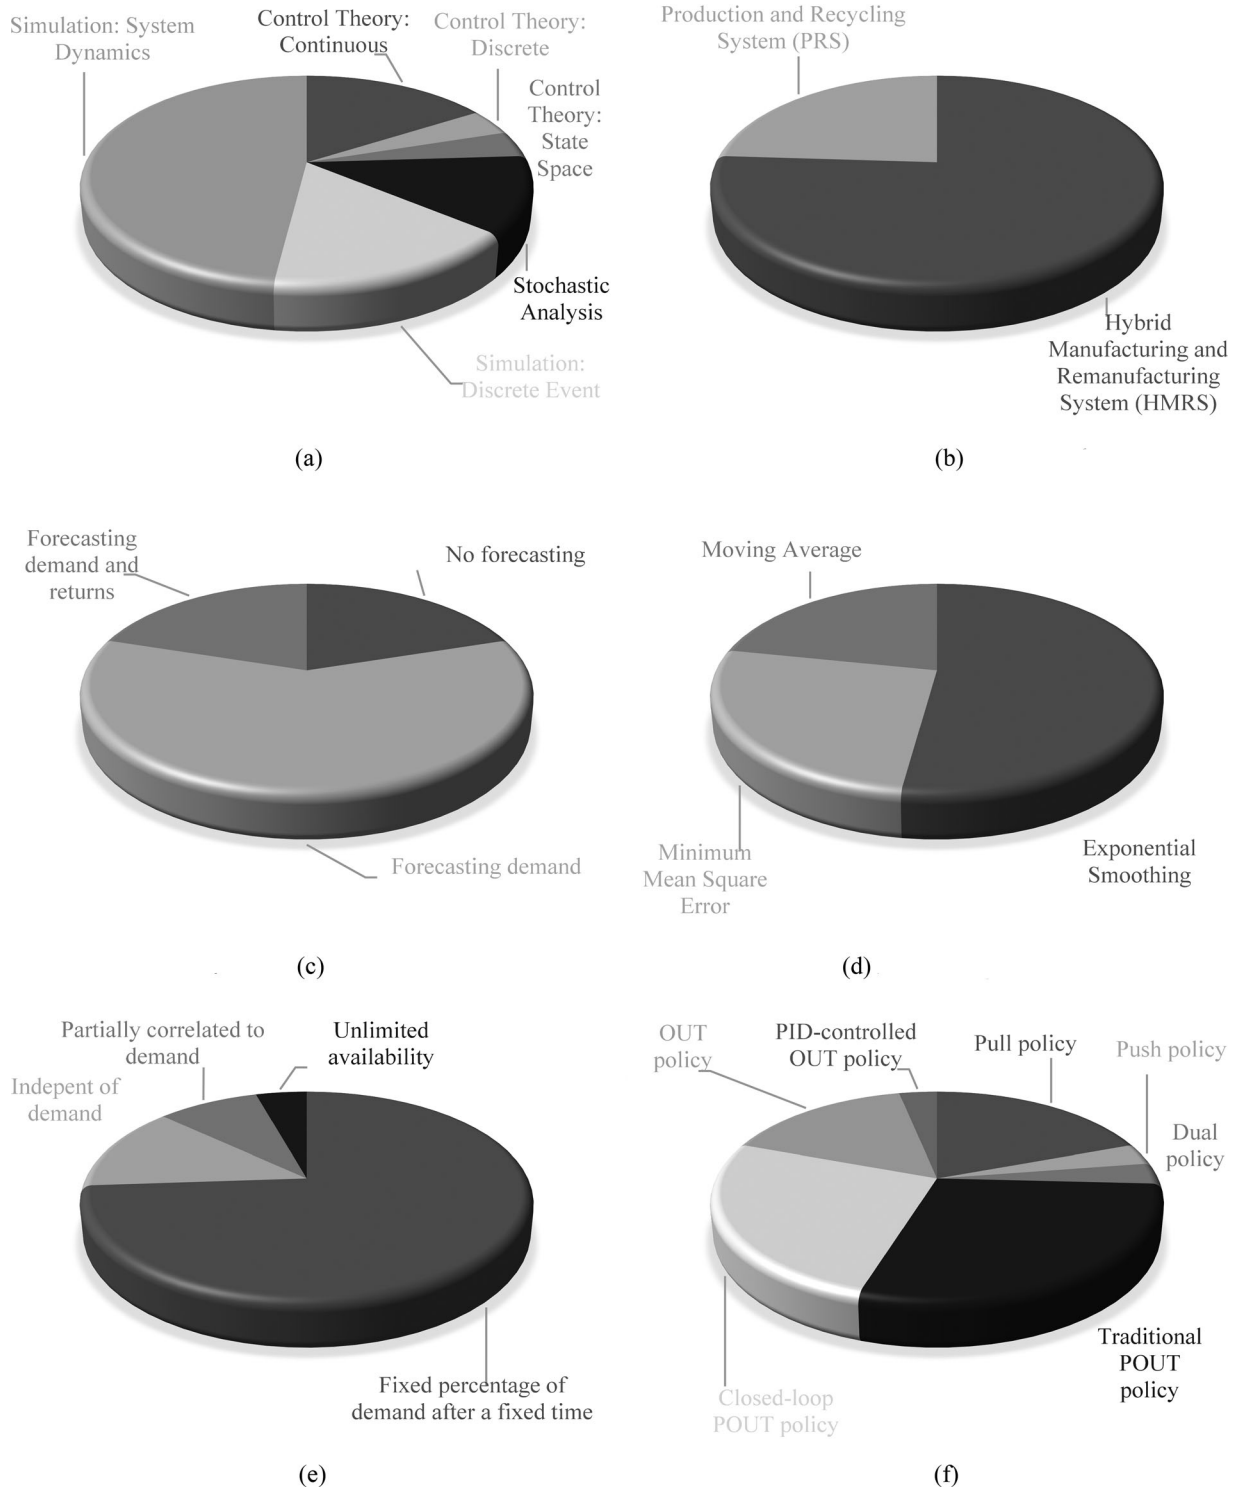 Simulation: System
Dynamics
Control Theory:
Continuous
Control Theory:
Discrete
Control
Theory:
State
Space
Stochastic
Analysis
Simulation:
Discrete Event
(a)
Production and Recycling
System (PRS)
Hybrid
Manufacturing and
Remanufacturing
System (HMRS)
(b)
Forecasting
demand and
returns
No forecasting
Forecasting demand
(c)
Moving Average
Minimum
Mean Square
Error
Exponential
Smoothing
(d)
Partially correlated to
demand
Unlimited
availability
Indepent of
demand
Fixed percentage of
demand after a fixed time
(e)
OUT
policy
PID-controlled
OUT policy
Pull policy
Push policy
Dual
policy
Traditional
POUT
policy
Closed-loop
POUT policy
(f)